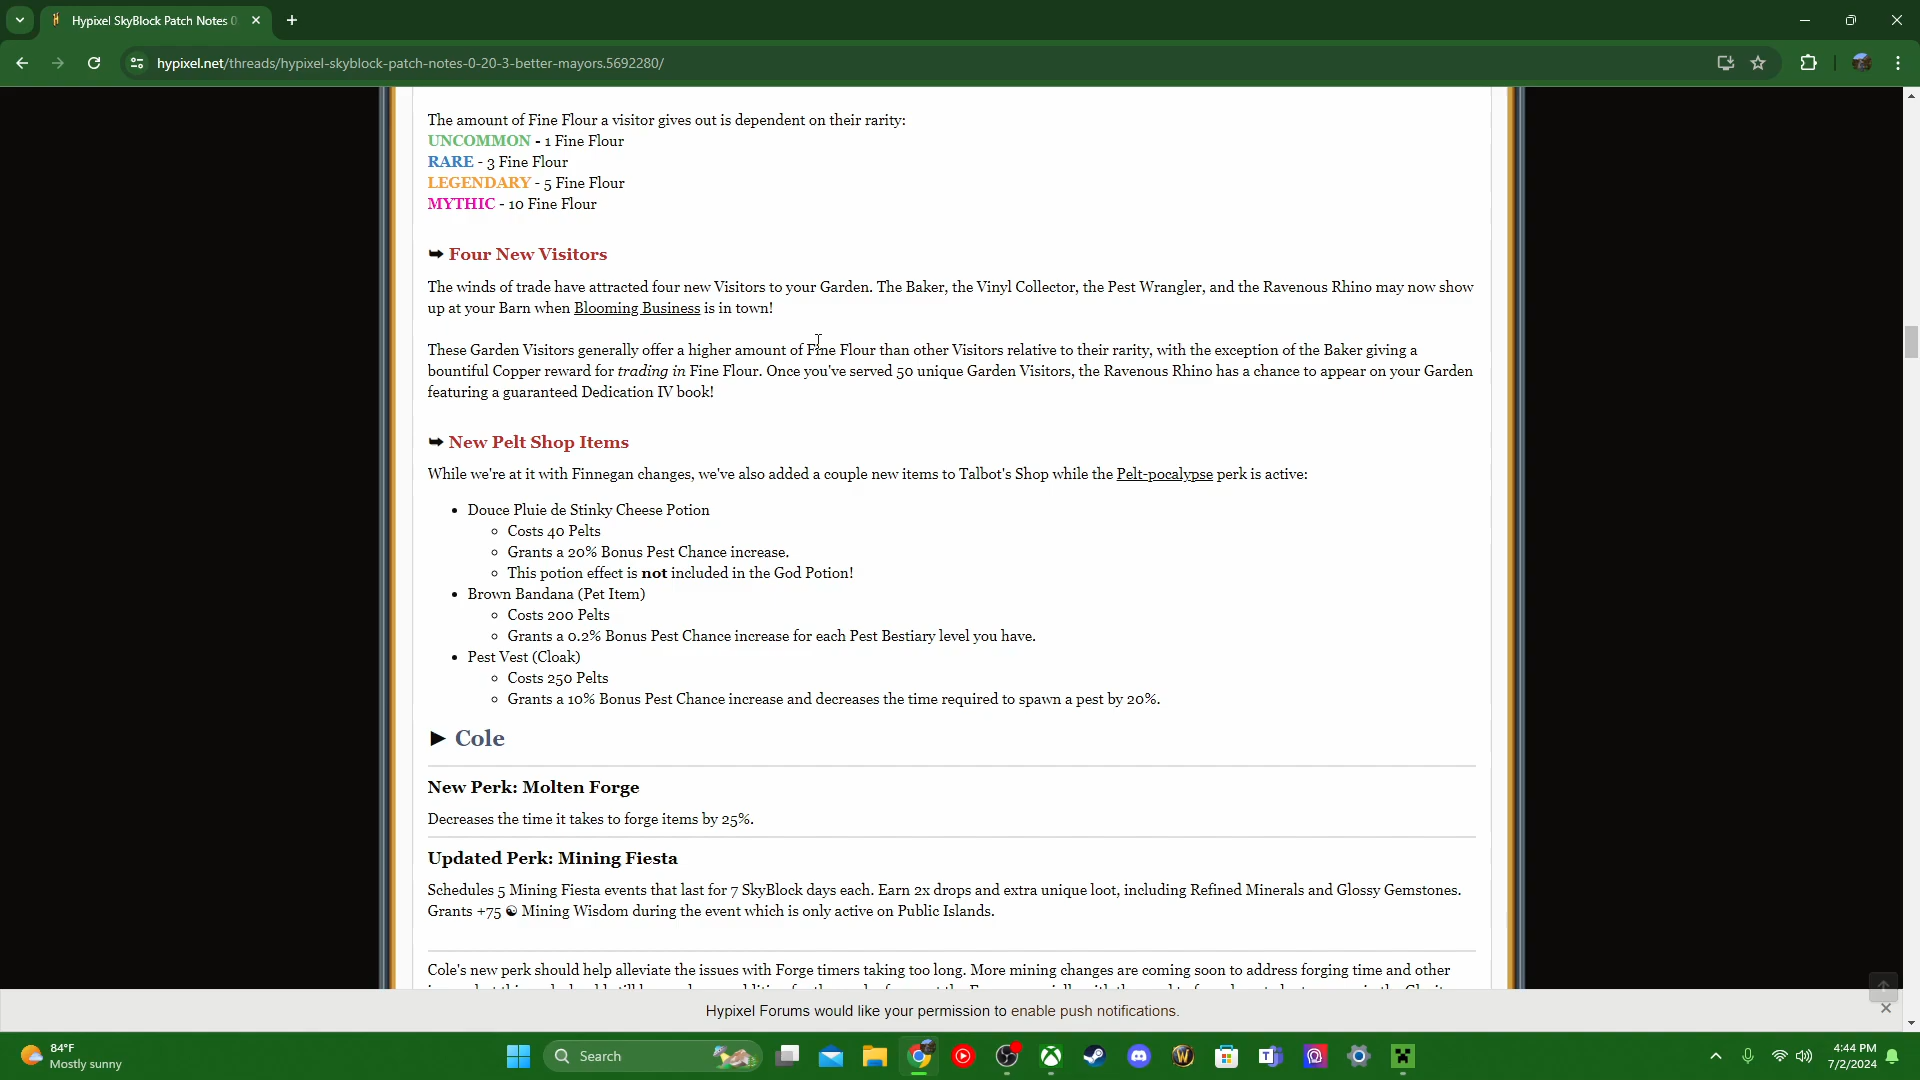 Hypixel SkyBlock Patch Notes 0
hypixel.net/threads/hypixel-skyblock-patch-notes-0-20-3-better-mayors.5692280/
The amount of Fine Flour a visitor gives out is dependent on their rarity:
UNCOMMON - 1 Fine Flour
RARE - 3 Fine Flour
LEGENDARY - 5 Fine Flour
MYTHIC - 10 Fine Flour
➥ Four New Visitors
The winds of trade have attracted four new Visitors to your Garden. The Baker, the Vinyl Collector, the Pest Wrangler, and the Ravenous Rhino may now show
up at your Barn when Blooming Business is in town!
These Garden Visitors generally offer a higher amount of Fine Flour than other Visitors relative to their rarity, with the exception of the Baker giving a
bountiful Copper reward for trading in Fine Flour. Once you've served 50 unique Garden Visitors, the Ravenous Rhino has a chance to appear on your Garden
featuring a guaranteed Dedication IV book!
➥ New Pelt Shop Items
While we're at it with Finnegan changes, we've also added a couple new items to Talbot's Shop while the Pelt-pocalypse perk is active:
• Douce Pluie de Stinky Cheese Potion
◦ Costs 40 Pelts
◦ Grants a 20% Bonus Pest Chance increase.
◦ This potion effect is not included in the God Potion!
• Brown Bandana (Pet Item)
◦ Costs 200 Pelts
◦ Grants a 0.2% Bonus Pest Chance increase for each Pest Bestiary level you have.
• Pest Vest (Cloak)
◦ Costs 250 Pelts
◦ Grants a 10% Bonus Pest Chance increase and decreases the time required to spawn a pest by 20%.
► Cole
New Perk: Molten Forge
Decreases the time it takes to forge items by 25%.
Updated Perk: Mining Fiesta
Schedules 5 Mining Fiesta events that last for 7 SkyBlock days each. Earn 2x drops and extra unique loot, including Refined Minerals and Glossy Gemstones.
Grants +75 ☯ Mining Wisdom during the event which is only active on Public Islands.
Cole's new perk should help alleviate the issues with Forge timers taking too long. More mining changes are coming soon to address forging time and other
Hypixel Forums would like your permission to enable push notifications.
84°F
Mostly sunny
Search
4:44 PM
7/2/2024